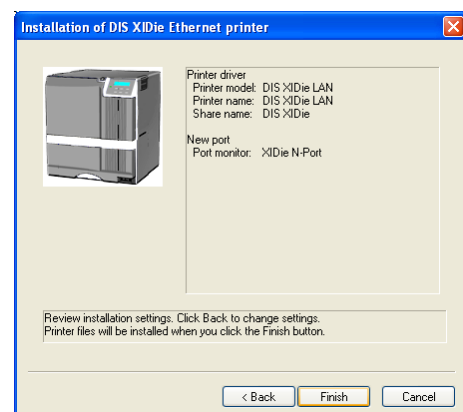 Installation of DIS XIDie Ethernet printer
Printer driver
Printer model: DIS XIDie LAN
Printer name: DIS XIDie LAN
Share name: DIS XIDie
New port
Port monitor: XIDie N-Port
Review installation settings. Click Back to change settings.
Printer files will be installed when you click the Finish button.
< Back Finish Cancel